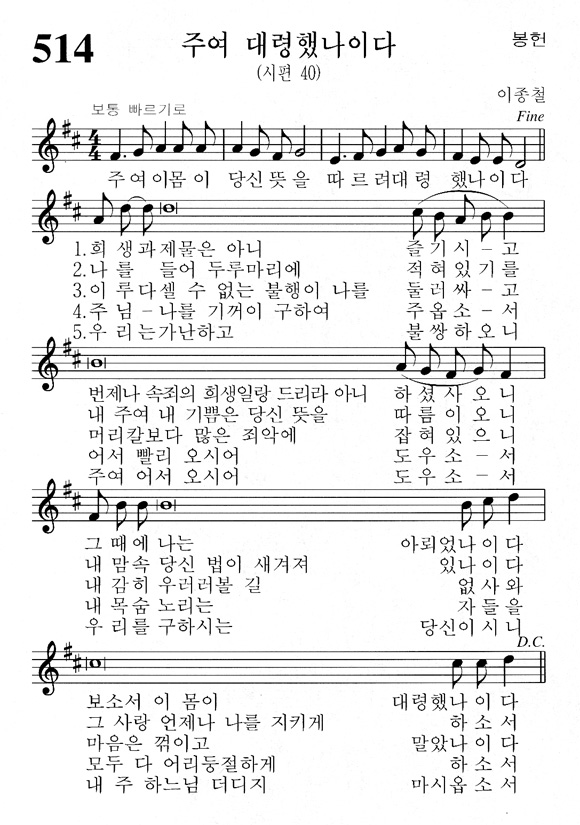 514 주여 대령했나이다 봉헌
(시편 40)
이종철
보통 빠르기로 Fine
주여이몸이 당신뜻을 따르러대령 했나이다
1.희 생과제물은 아니 즐기시-고
2.나를 들어 두루마리에 적혀있기를
3.이 루다셀 수 없는 불행이 나를 둘러싸-고
4.주 님-나를 기꺼이 구하여 주옵소-서
5.우 리는가난하고 불쌍하오니
번제나 속죄의 희생일랑 드리라 아니 하셨사오니
내 주여 내 기쁨은 당신 뜻을 따름이오니
머리칼보다 많은 죄악에 잡혀있으니
어서 빨리 오시어 도우소-서
주여 어서 오시어 도우소-서
그 때에 나는 아뢰었나이다
내 맘속 당신 법이 새겨져 있나이다
내 감히 우러러볼 길 없사와
내 목숨 노리는 자들을
우리를 구하시는 당신이시니
D.C.
보소서 이 몸이 대령했나이다
그 사랑 언제나 나를 지키게 하소서
마음은 꺾이고 말았나이다
모두 다 어리둥절하게 하소서
내 주 하느님 더디지 마시옵소서